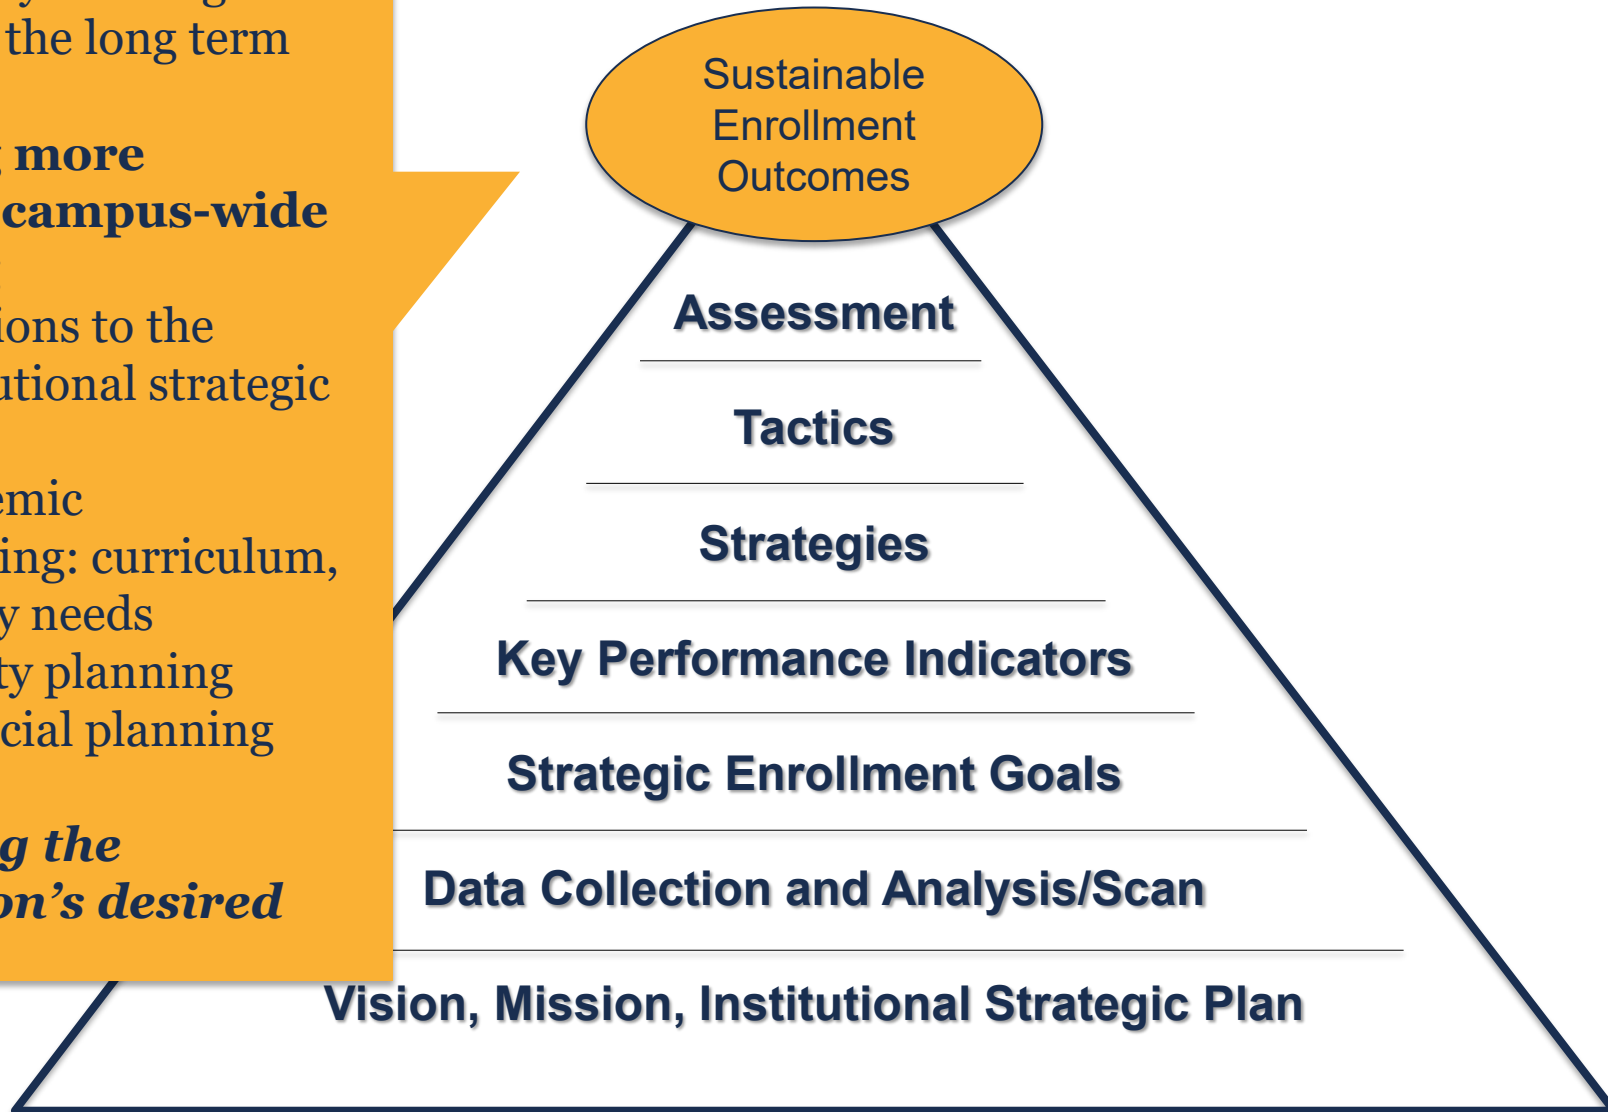 the long term
more
campus-wide
ions to the
utional strategic
emic
ing: curriculum,
y needs
ty planning
cial planning
g the
on's desired
Sustainable
Enrollment
Outcomes
Assessment
Tactics
Strategies
Key Performance Indicators
Strategic Enrollment Goals
Data Collection and Analysis/Scan
Vision, Mission, Institutional Strategic Plan